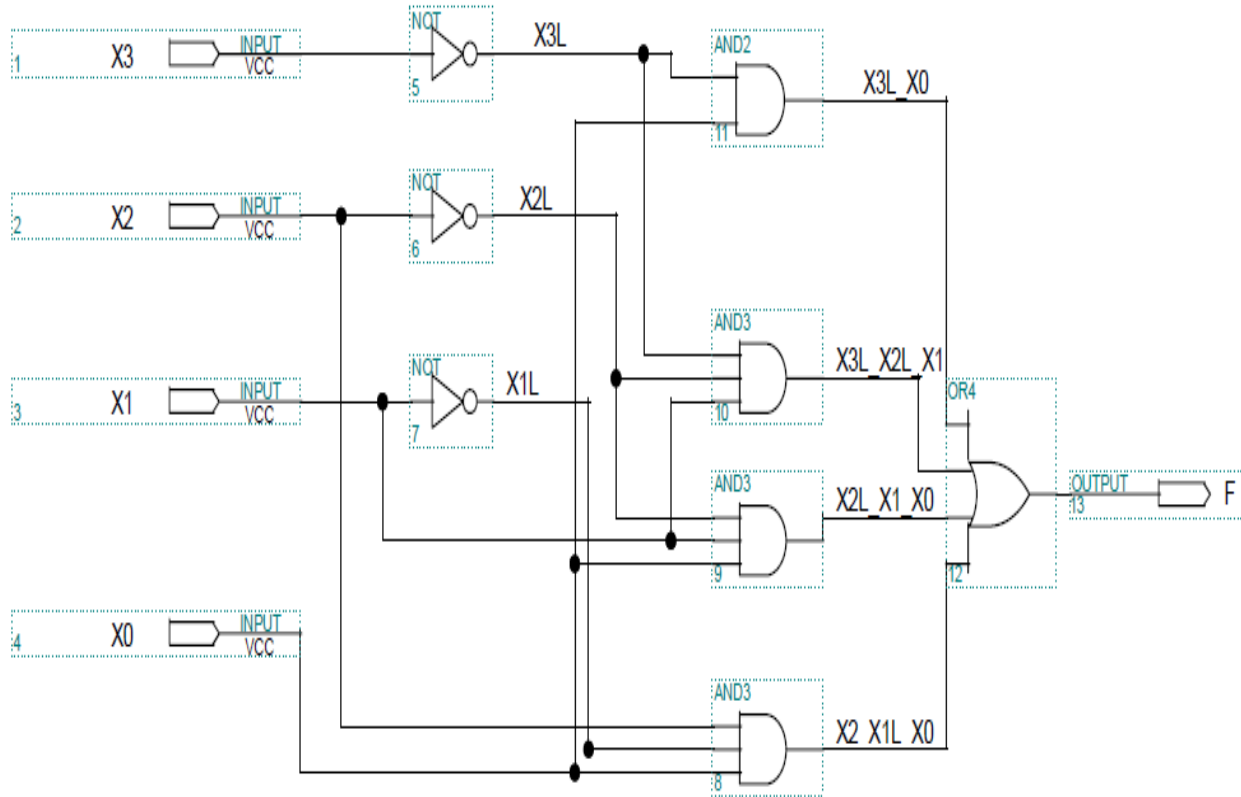 NOT
X3L
AND2
1
X3
INPUT
VCC
5
X3L_X0
11
NOT
X2L
2
X2
INPUT
VCC
6
AND3
X3L_X2L_X1
10
NOT
X1L
OR4
3
X1
INPUT
VCC
7
AND3
X2L_X1_X0
9
12
OUTPUT
13
F
4
X0
INPUT
VCC
AND3
X2_X1L_X0
8